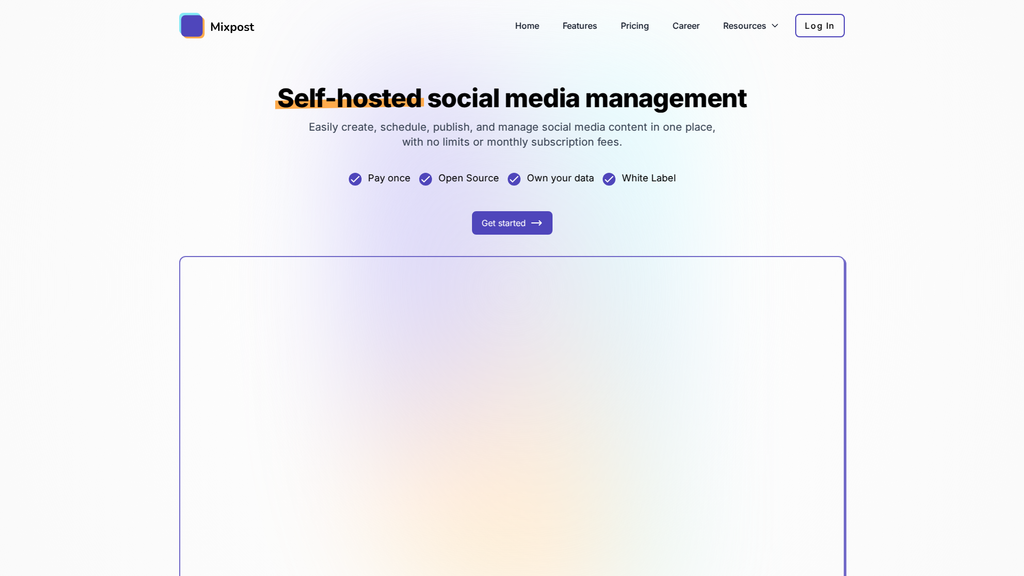 Mixpost
Home Features Pricing Career Resources Log In
Self-hosted social media management
Easily create, schedule, publish, and manage social media content in one place,
with no limits or monthly subscription fees.
Pay once Open Source Own your data White Label
Get started